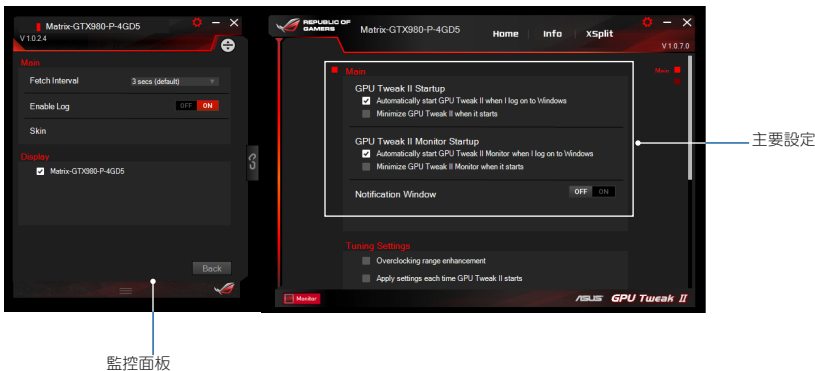 Matrix-GTX980-P-4GD5
V 1.0.2.4
Main
Fetch Interval 3 secs (default)
Enable Log OFF ON
Skin
Display
Matrix-GTX980-P-4GD5
Back
監控面板
REPUBLIC OF
GAMERS
Matrix-GTX980-P-4GD5
Home Info XSplit
V 1.0.7.0
Main
Main
GPU Tweak II Startup
Automatically start GPU Tweak II when I log on to Windows
Minimize GPU Tweak II when it starts
GPU Tweak II Monitor Startup
Automatically start GPU Tweak II Monitor when I log on to Windows
Minimize GPU Tweak II Monitor when it starts
Notification Window OFF ON
主要設定
Tuning Settings
Overclocking range enhancement
Apply settings each time GPU Tweak II starts
Monitor
ASUS GPU Tweak II